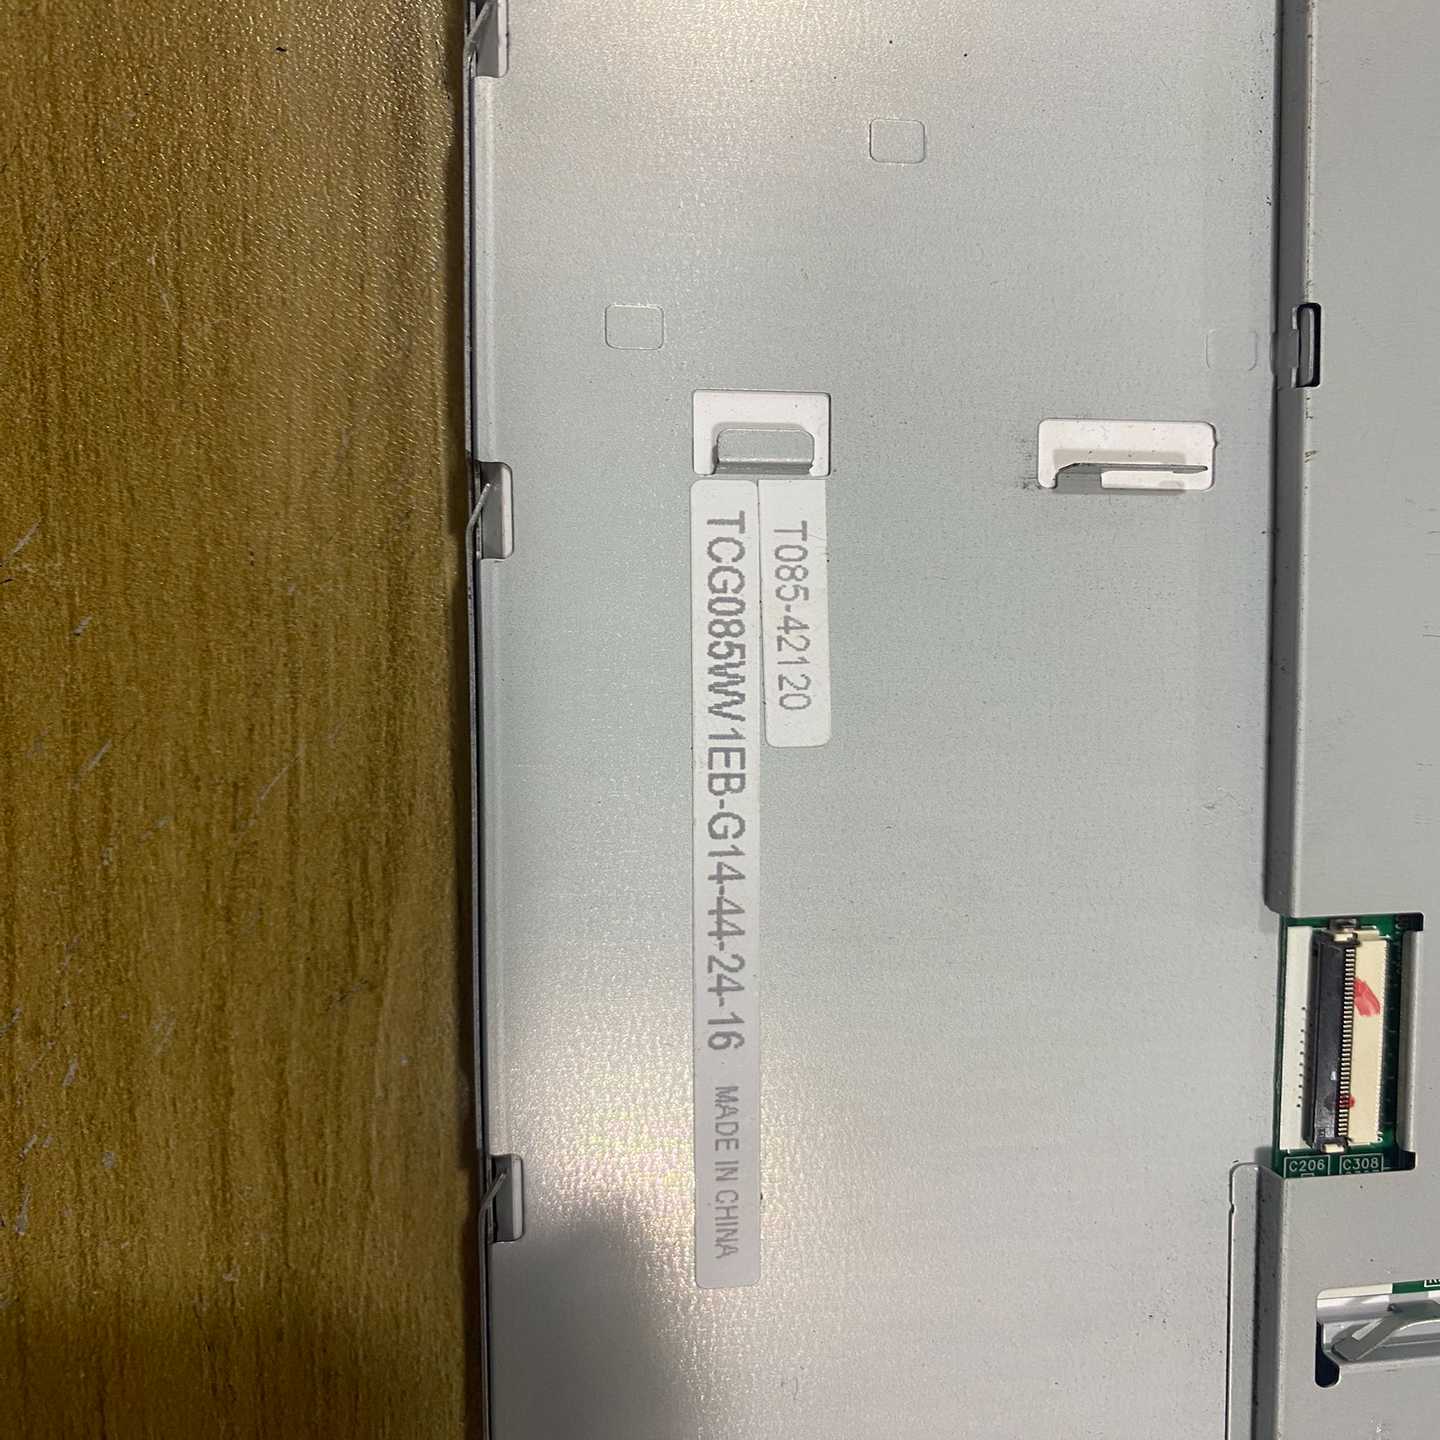 T085-42120
TCG085WV1EB-G14-44-24-16 MADE IN CHINA
C206
C308